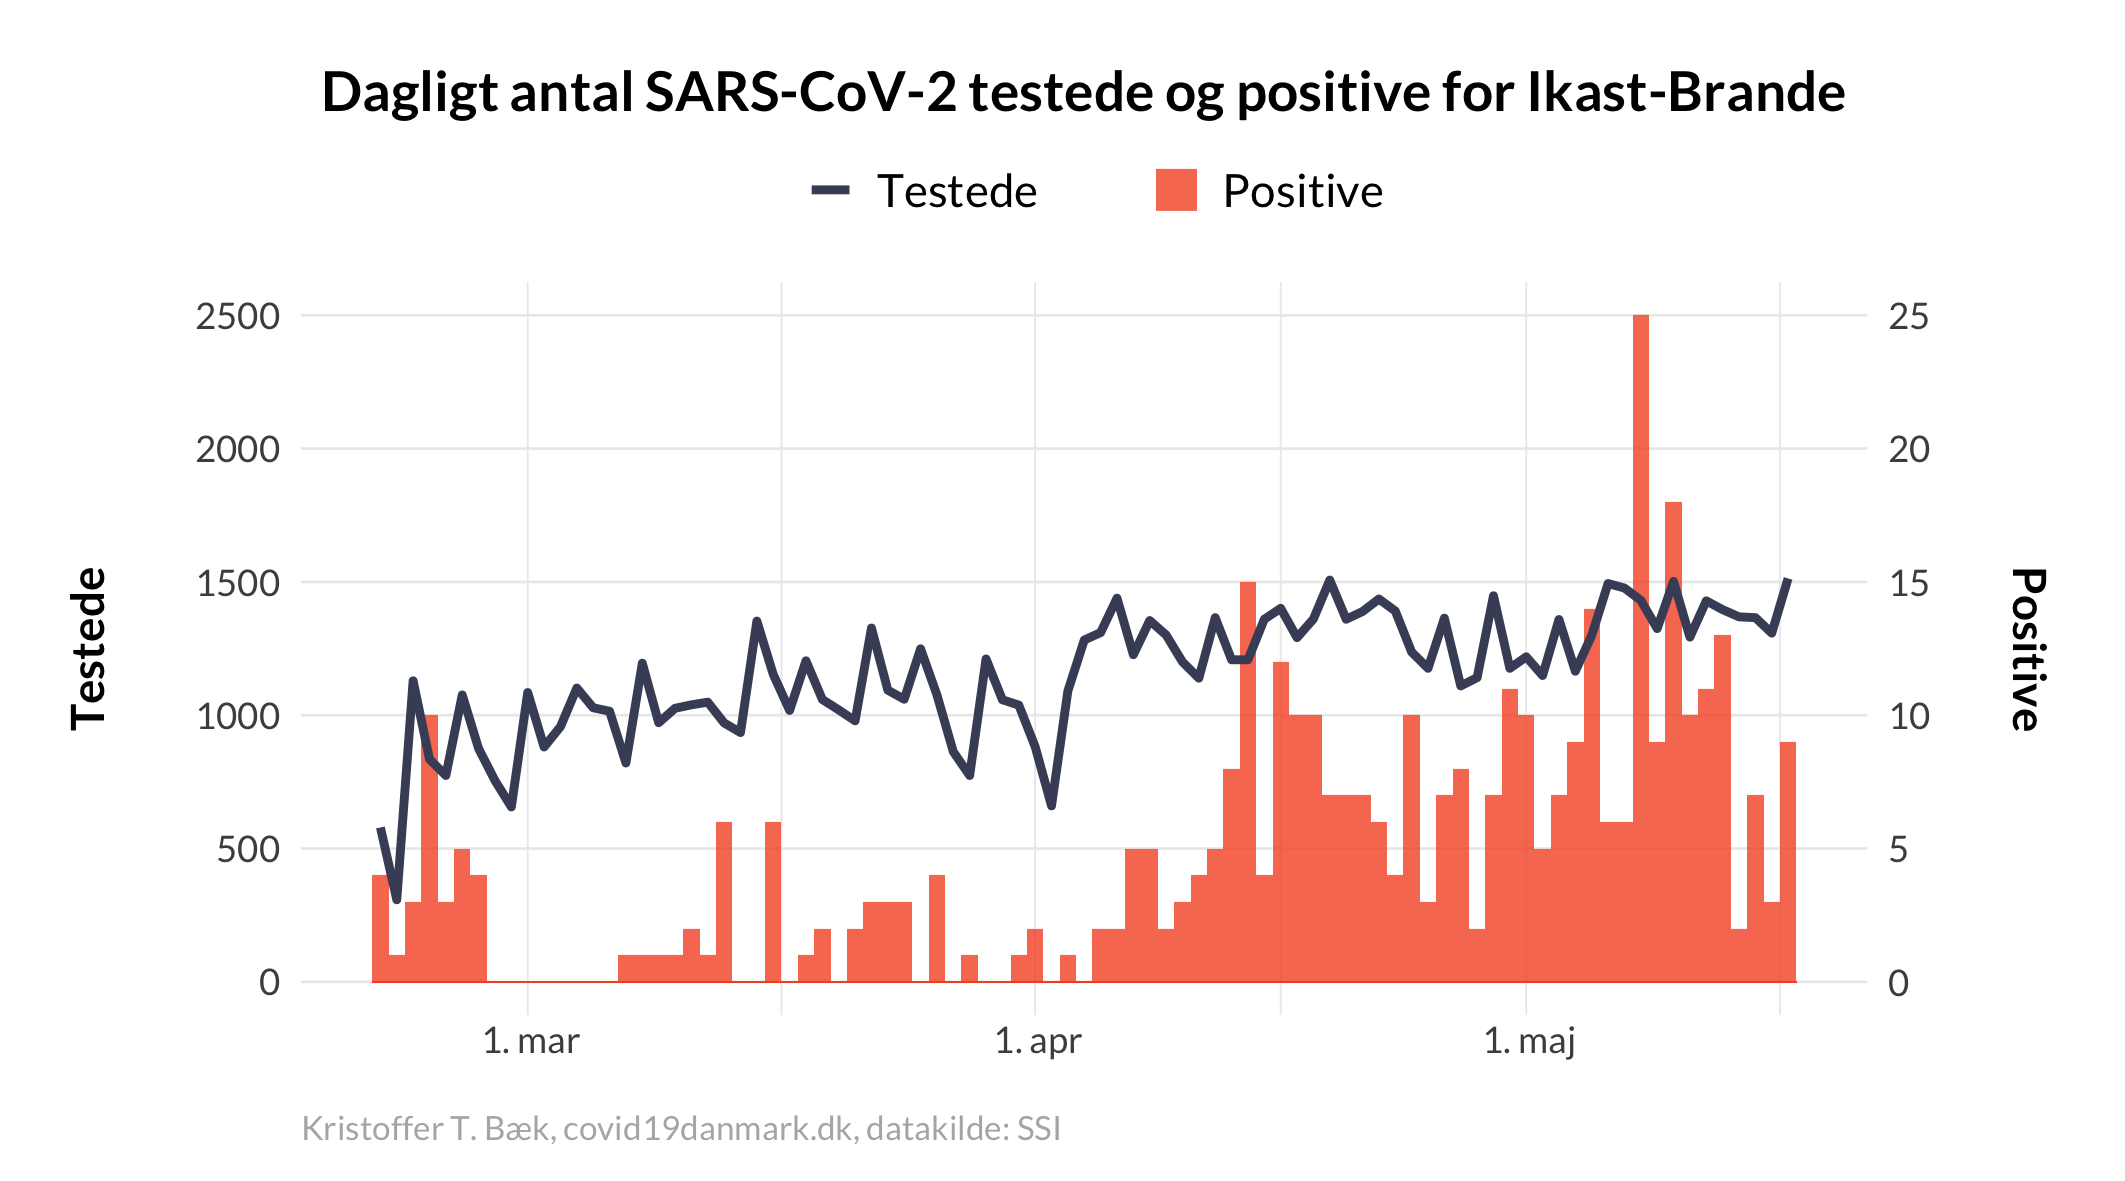 Dagligt antal SARS-CoV-2 testede og positive for Ikast-Brande
Testede Positive
2500 25
2000 20
1500 15
1000 10
500 5
0 0
Testede
Positive
1. mar 1. apr 1. maj
Kristoffer T. Bæk, covid19danmark.dk, datakilde: SSI